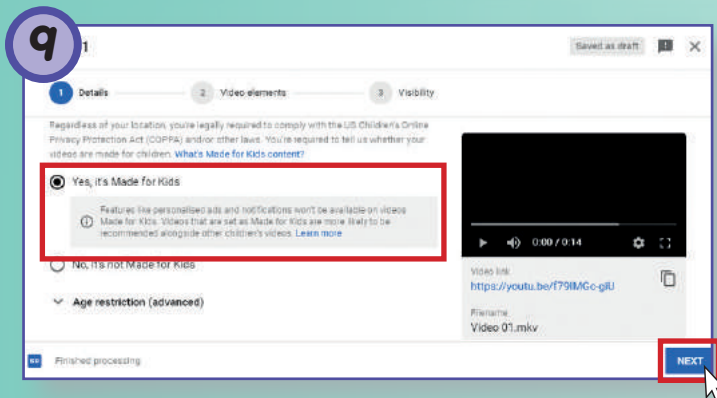 9
1
Saved as draft
1 Details
2 Video elements
3 Visibility
Regardless of your location, you're legally required to comply with the US Children's Online
Privacy Protection Act (COPPA) and/or other laws. You're required to tell us whether your
videos are made for children. What's Made for Kids content?
Yes, it's Made for Kids
Features like personalised ads and notifications won't be available on videos
Made for Kids. Videos that are set as Made for Kids are more likely to be
recommended alongside other children's videos. Learn more
No, it's not Made for Kids
Age restriction (advanced)
0:00 / 0:14
Video link
https://youtu.be/f79IMGc-gIU
Filename
Video 01.mkv
Finished processing
NEXT